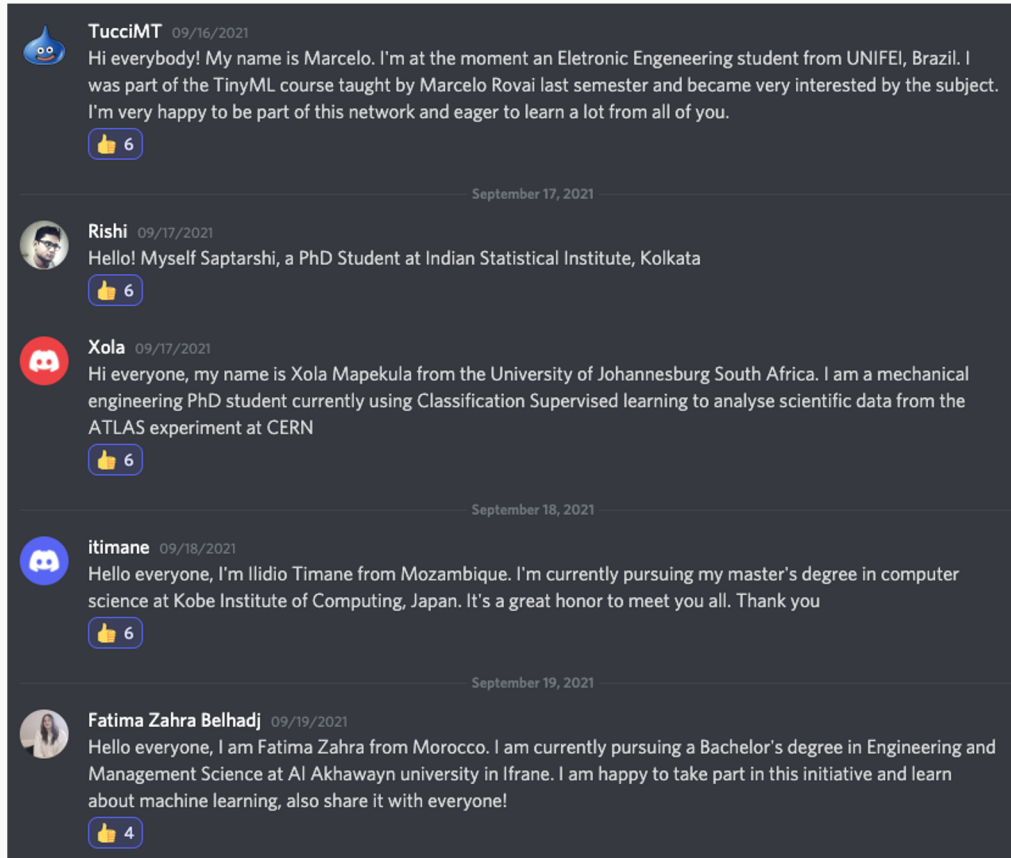 TucciMT 09/16/2021
Hi everybody! My name is Marcelo. I'm at the moment an Eletronic Engeneering student from UNIFEI, Brazil. I
was part of the TinyML course taught by Marcelo Rovai last semester and became very interested by the subject.
I'm very happy to be part of this network and eager to learn a lot from all of you.
👍 6
September 17, 2021
Rishi 09/17/2021
Hello! Myself Saptarshi, a PhD Student at Indian Statistical Institute, Kolkata
👍 6
Xola 09/17/2021
Hi everyone, my name is Xola Mapekula from the University of Johannesburg South Africa. I am a mechanical
engineering PhD student currently using Classification Supervised learning to analyse scientific data from the
ATLAS experiment at CERN
👍 6
September 18, 2021
itimane 09/18/2021
Hello everyone, I'm Ilidio Timane from Mozambique. I'm currently pursuing my master's degree in computer
science at Kobe Institute of Computing, Japan. It's a great honor to meet you all. Thank you
👍 6
September 19, 2021
Fatima Zahra Belhadj 09/19/2021
Hello everyone, I am Fatima Zahra from Morocco. I am currently pursuing a Bachelor's degree in Engineering and
Management Science at Al Akhawayn university in Ifrane. I am happy to take part in this initiative and learn
about machine learning, also share it with everyone!
👍 4